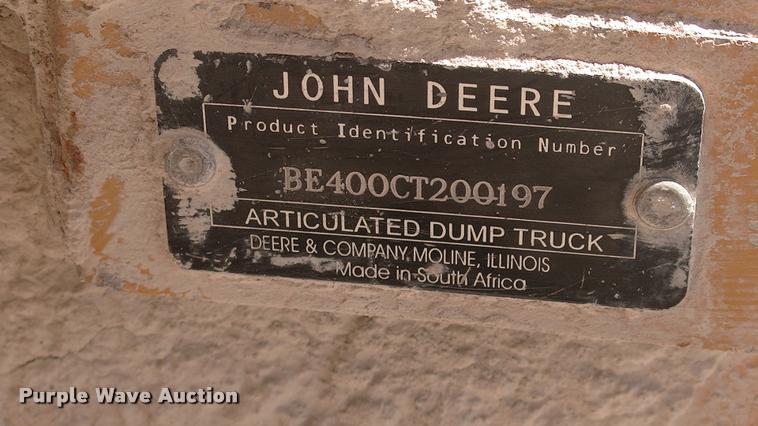 JOHN DEERE
Product Identification Number
BE400CT200197
ARTICULATED DUMP TRUCK
DEERE & COMPANY, MOLINE, ILLINOIS
Made in South Africa
Purple Wave Auction